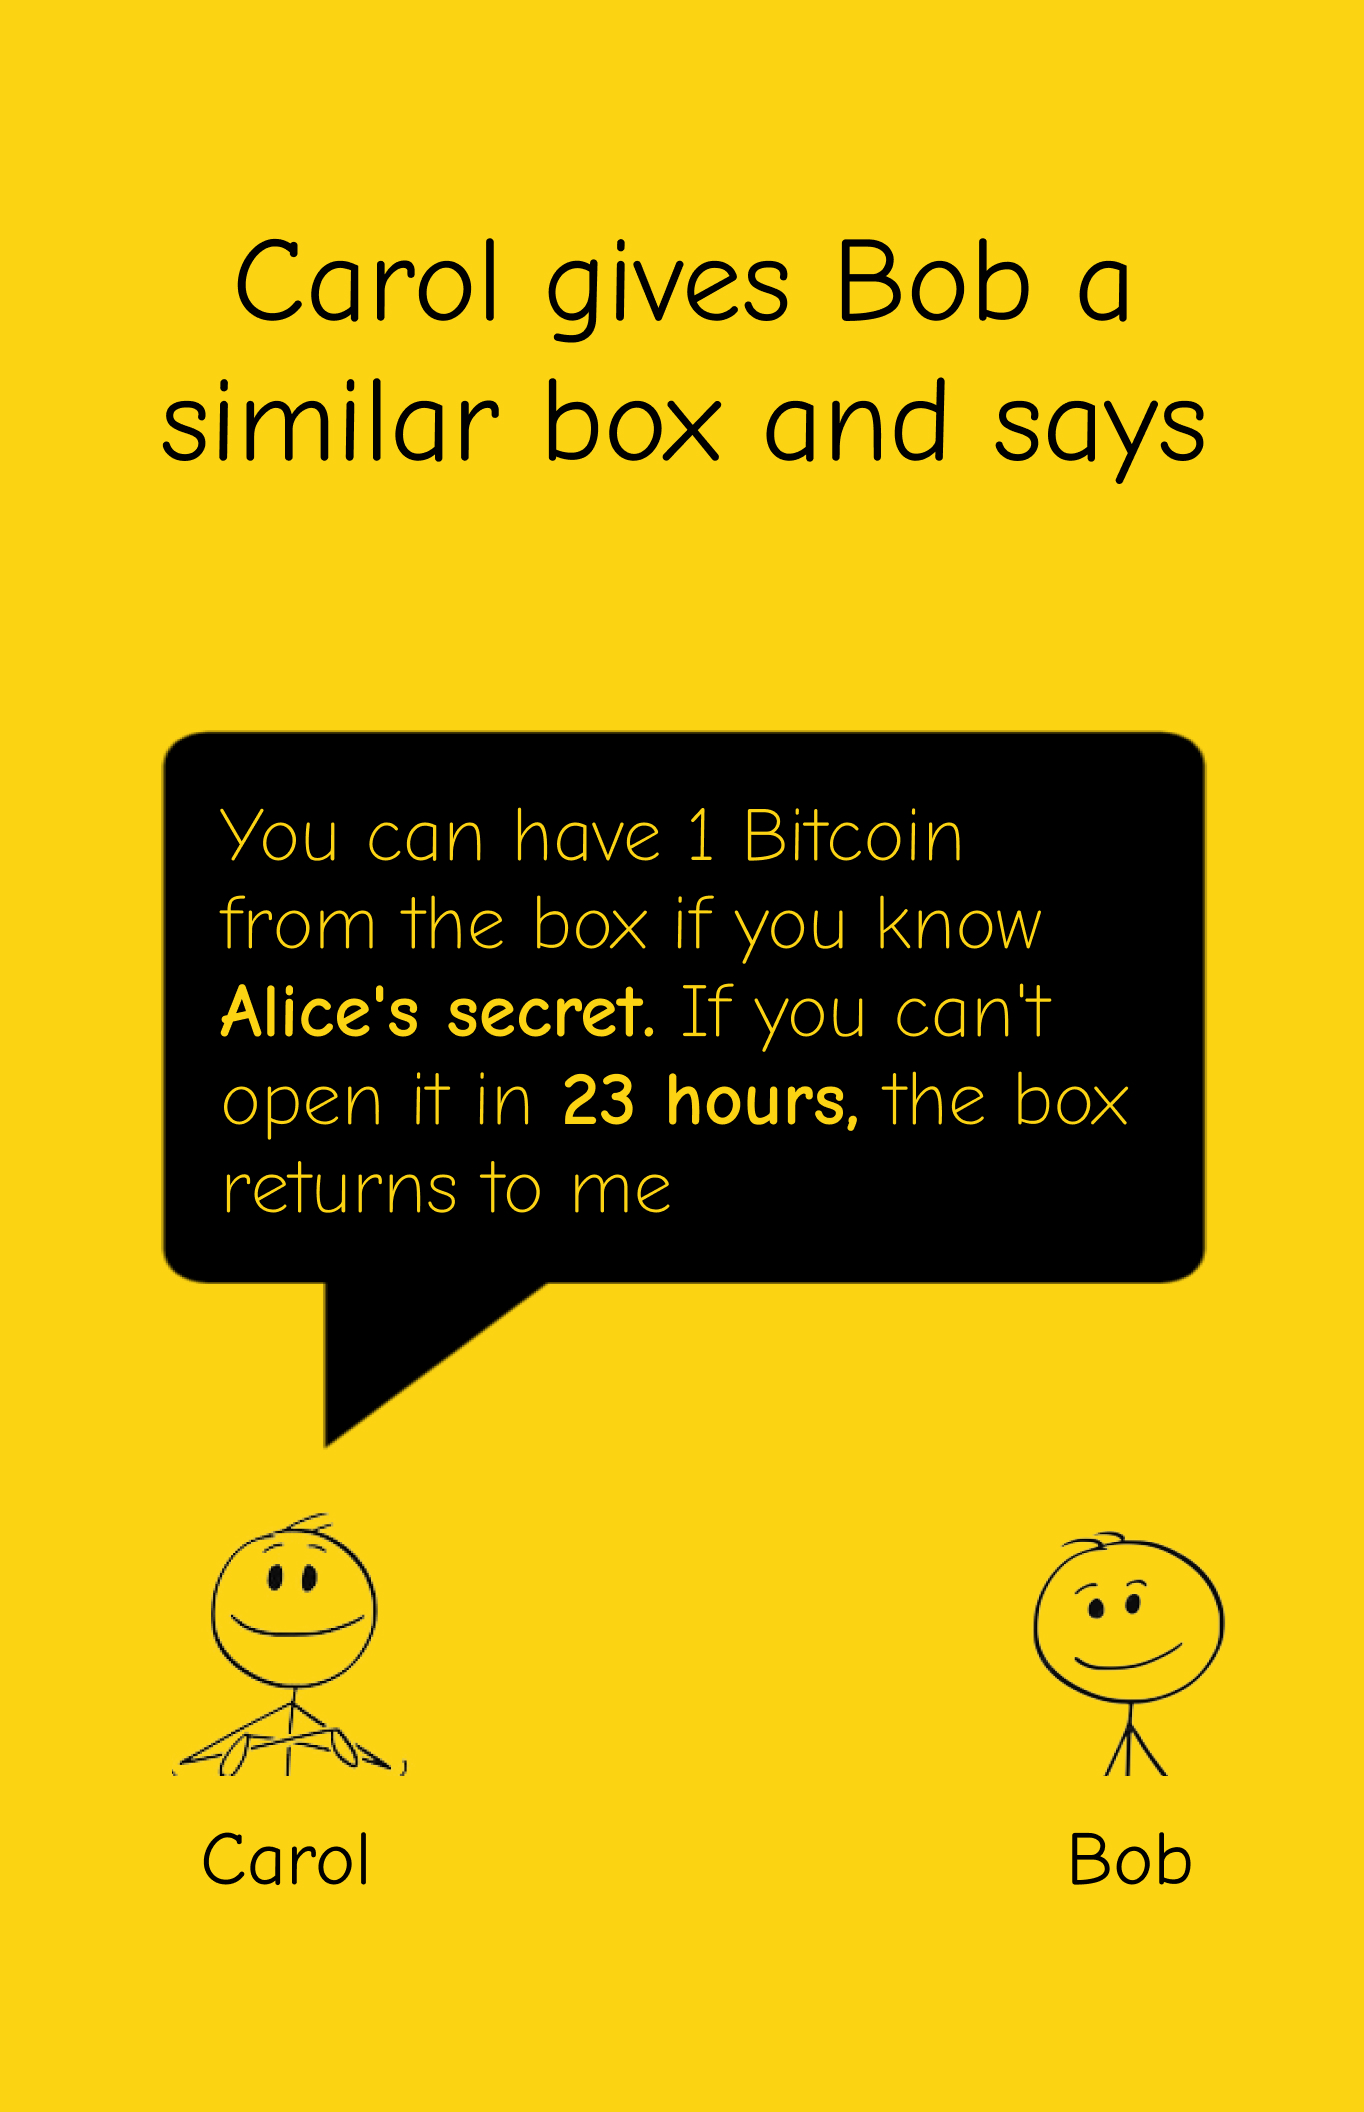 Carol gives Bob a
similar box and says
You can have 1 Bitcoin
from the box if you know
Alice's secret. If you can't
open it in 23 hours, the box
returns to me
Carol
Bob